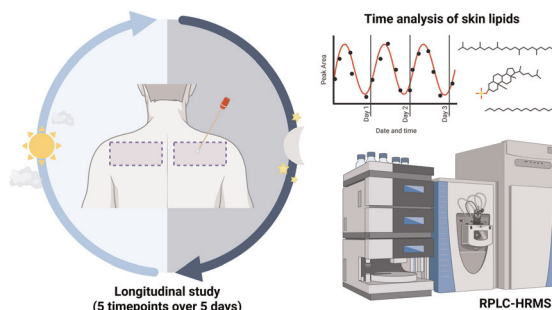 Time analysis of skin lipids
Peak Area
Day 1
Day 2
Day 3
Date and time
Longitudinal study
(5 timepoints over 5 days)
RPLC-HRMS